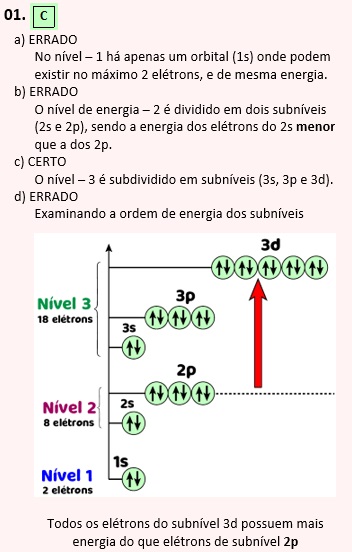 01. C
a) ERRADO
No nível – 1 há apenas um orbital (1s) onde podem
existir no máximo 2 elétrons, e de mesma energia.
b) ERRADO
O nível de energia – 2 é dividido em dois subníveis
(2s e 2p), sendo a energia dos elétrons do 2s menor
que a dos 2p.
c) CERTO
O nível – 3 é subdividido em subníveis (3s, 3p e 3d).
d) ERRADO
Examinando a ordem de energia dos subníveis
3d
3p
Nível 3
18 elétrons
3s
2p
Nível 2
8 elétrons
2s
1s
Nível 1
2 elétrons
Todos os elétrons do subnível 3d possuem mais
energia do que elétrons de subnível 2p